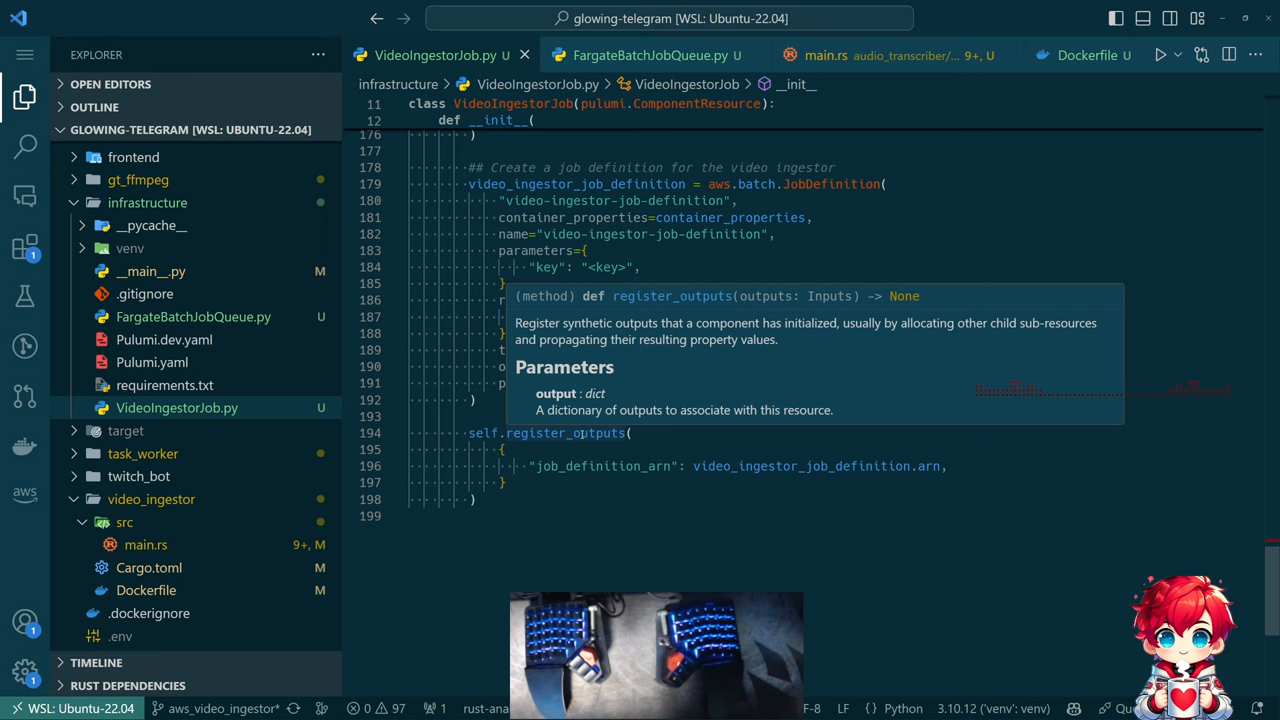 glowing-telegram [WSL: Ubuntu-22.04]
EXPLORER
OPEN EDITORS
OUTLINE
GLOWING-TELEGRAM [WSL: UBUNTU-22.04]
frontend
gt_ffmpeg
infrastructure
__pycache__
venv
__main__.py M
.gitignore
FargateBatchJobQueue.py U
Pulumi.dev.yaml
Pulumi.yaml
requirements.txt
VideoIngestorJob.py U
target
task_worker
twitch_bot
video_ingestor
src
main.rs 9+, M
Cargo.toml M
Dockerfile M
.dockerignore
.env
TIMELINE
RUST DEPENDENCIES
aws
1
1
1
VideoIngestorJob.py U
FargateBatchJobQueue.py U
main.rs audio_transcriber/... 9+, U
Dockerfile U
infrastructure > VideoIngestorJob.py > VideoIngestorJob > __init__
11 class VideoIngestorJob(pulumi.ComponentResource):
12 def __init__(
176 )
177
178 ## Create a job definition for the video ingestor
179 video_ingestor_job_definition = aws.batch.JobDefinition(
180 "video-ingestor-job-definition",
181 container_properties=container_properties,
182 name="video-ingestor-job-definition",
183 parameters={
184 "key": "<key>",
185 }
186 r
187
188 }
189 t
190 o
191 p
192 )
193
194 self.register_outputs(
195 {
196 "job_definition_arn": video_ingestor_job_definition.arn,
197 }
198 )
199
(method) def register_outputs(outputs: Inputs) -> None
Register synthetic outputs that a component has initialized, usually by allocating other child sub-resources
and propagating their resulting property values.
Parameters
output : dict
A dictionary of outputs to associate with this resource.
WSL: Ubuntu-22.04 aws_video_ingestor* 0 97 1 rust-ana F-8 LF {} Python 3.10.12 ('venv': venv) Qu